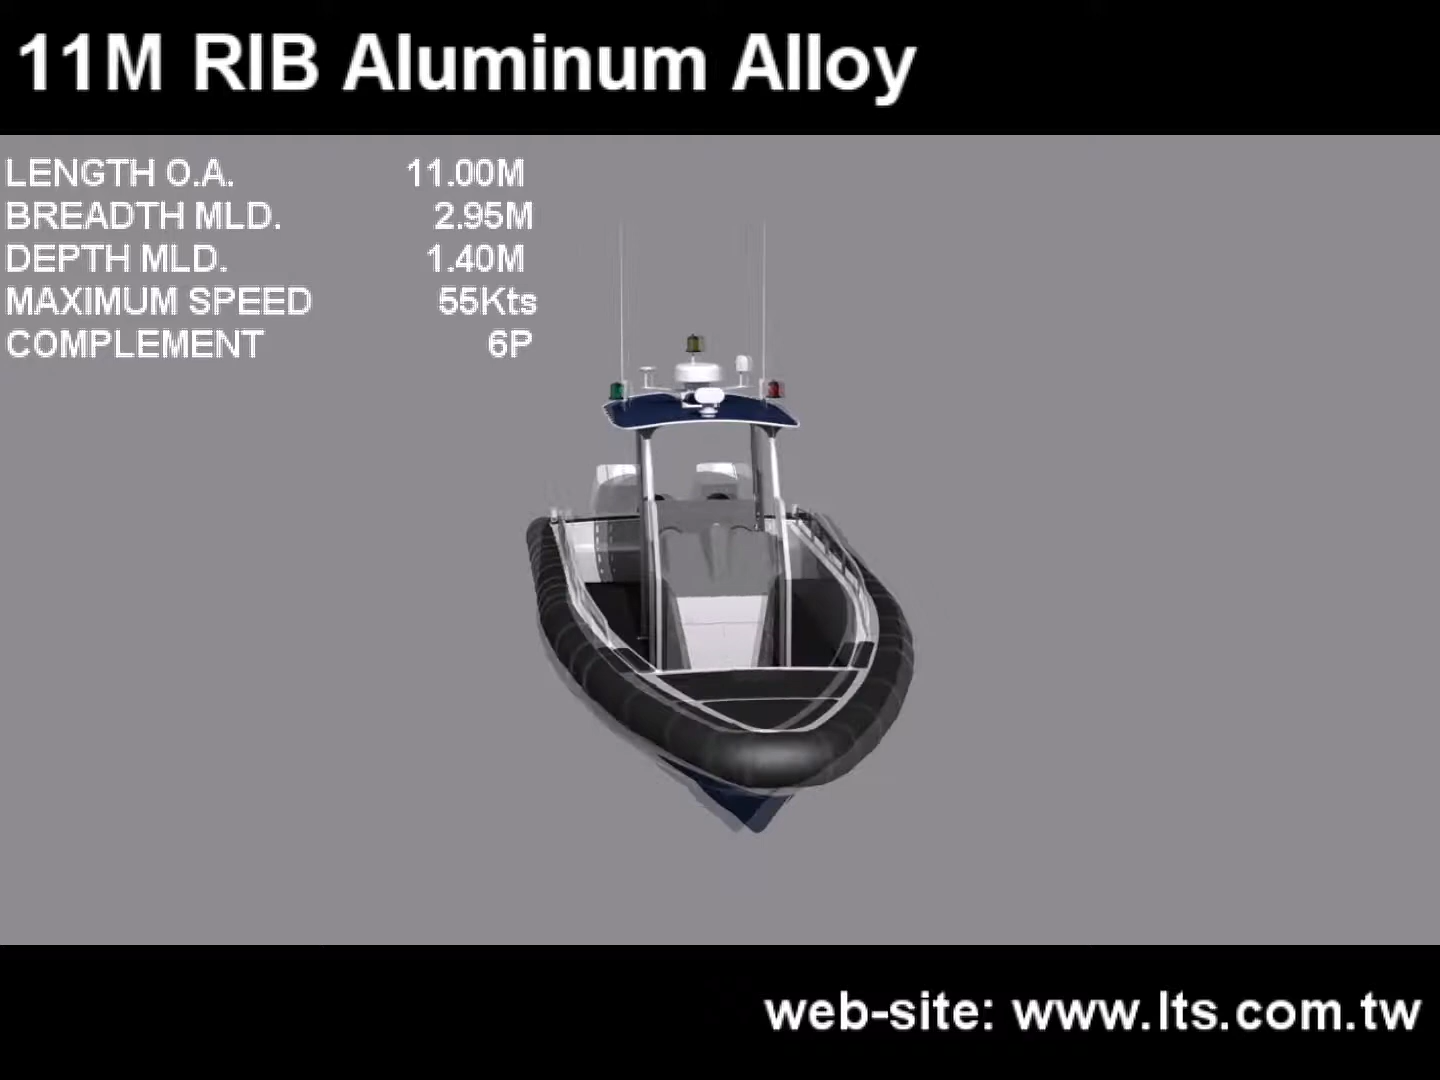 11M RIB Aluminum Alloy
LENGTH O.A. 11.00M
BREADTH MLD. 2.95M
DEPTH MLD. 1.40M
MAXIMUM SPEED 55Kts
COMPLEMENT 6P
web-site: www.lts.com.tw